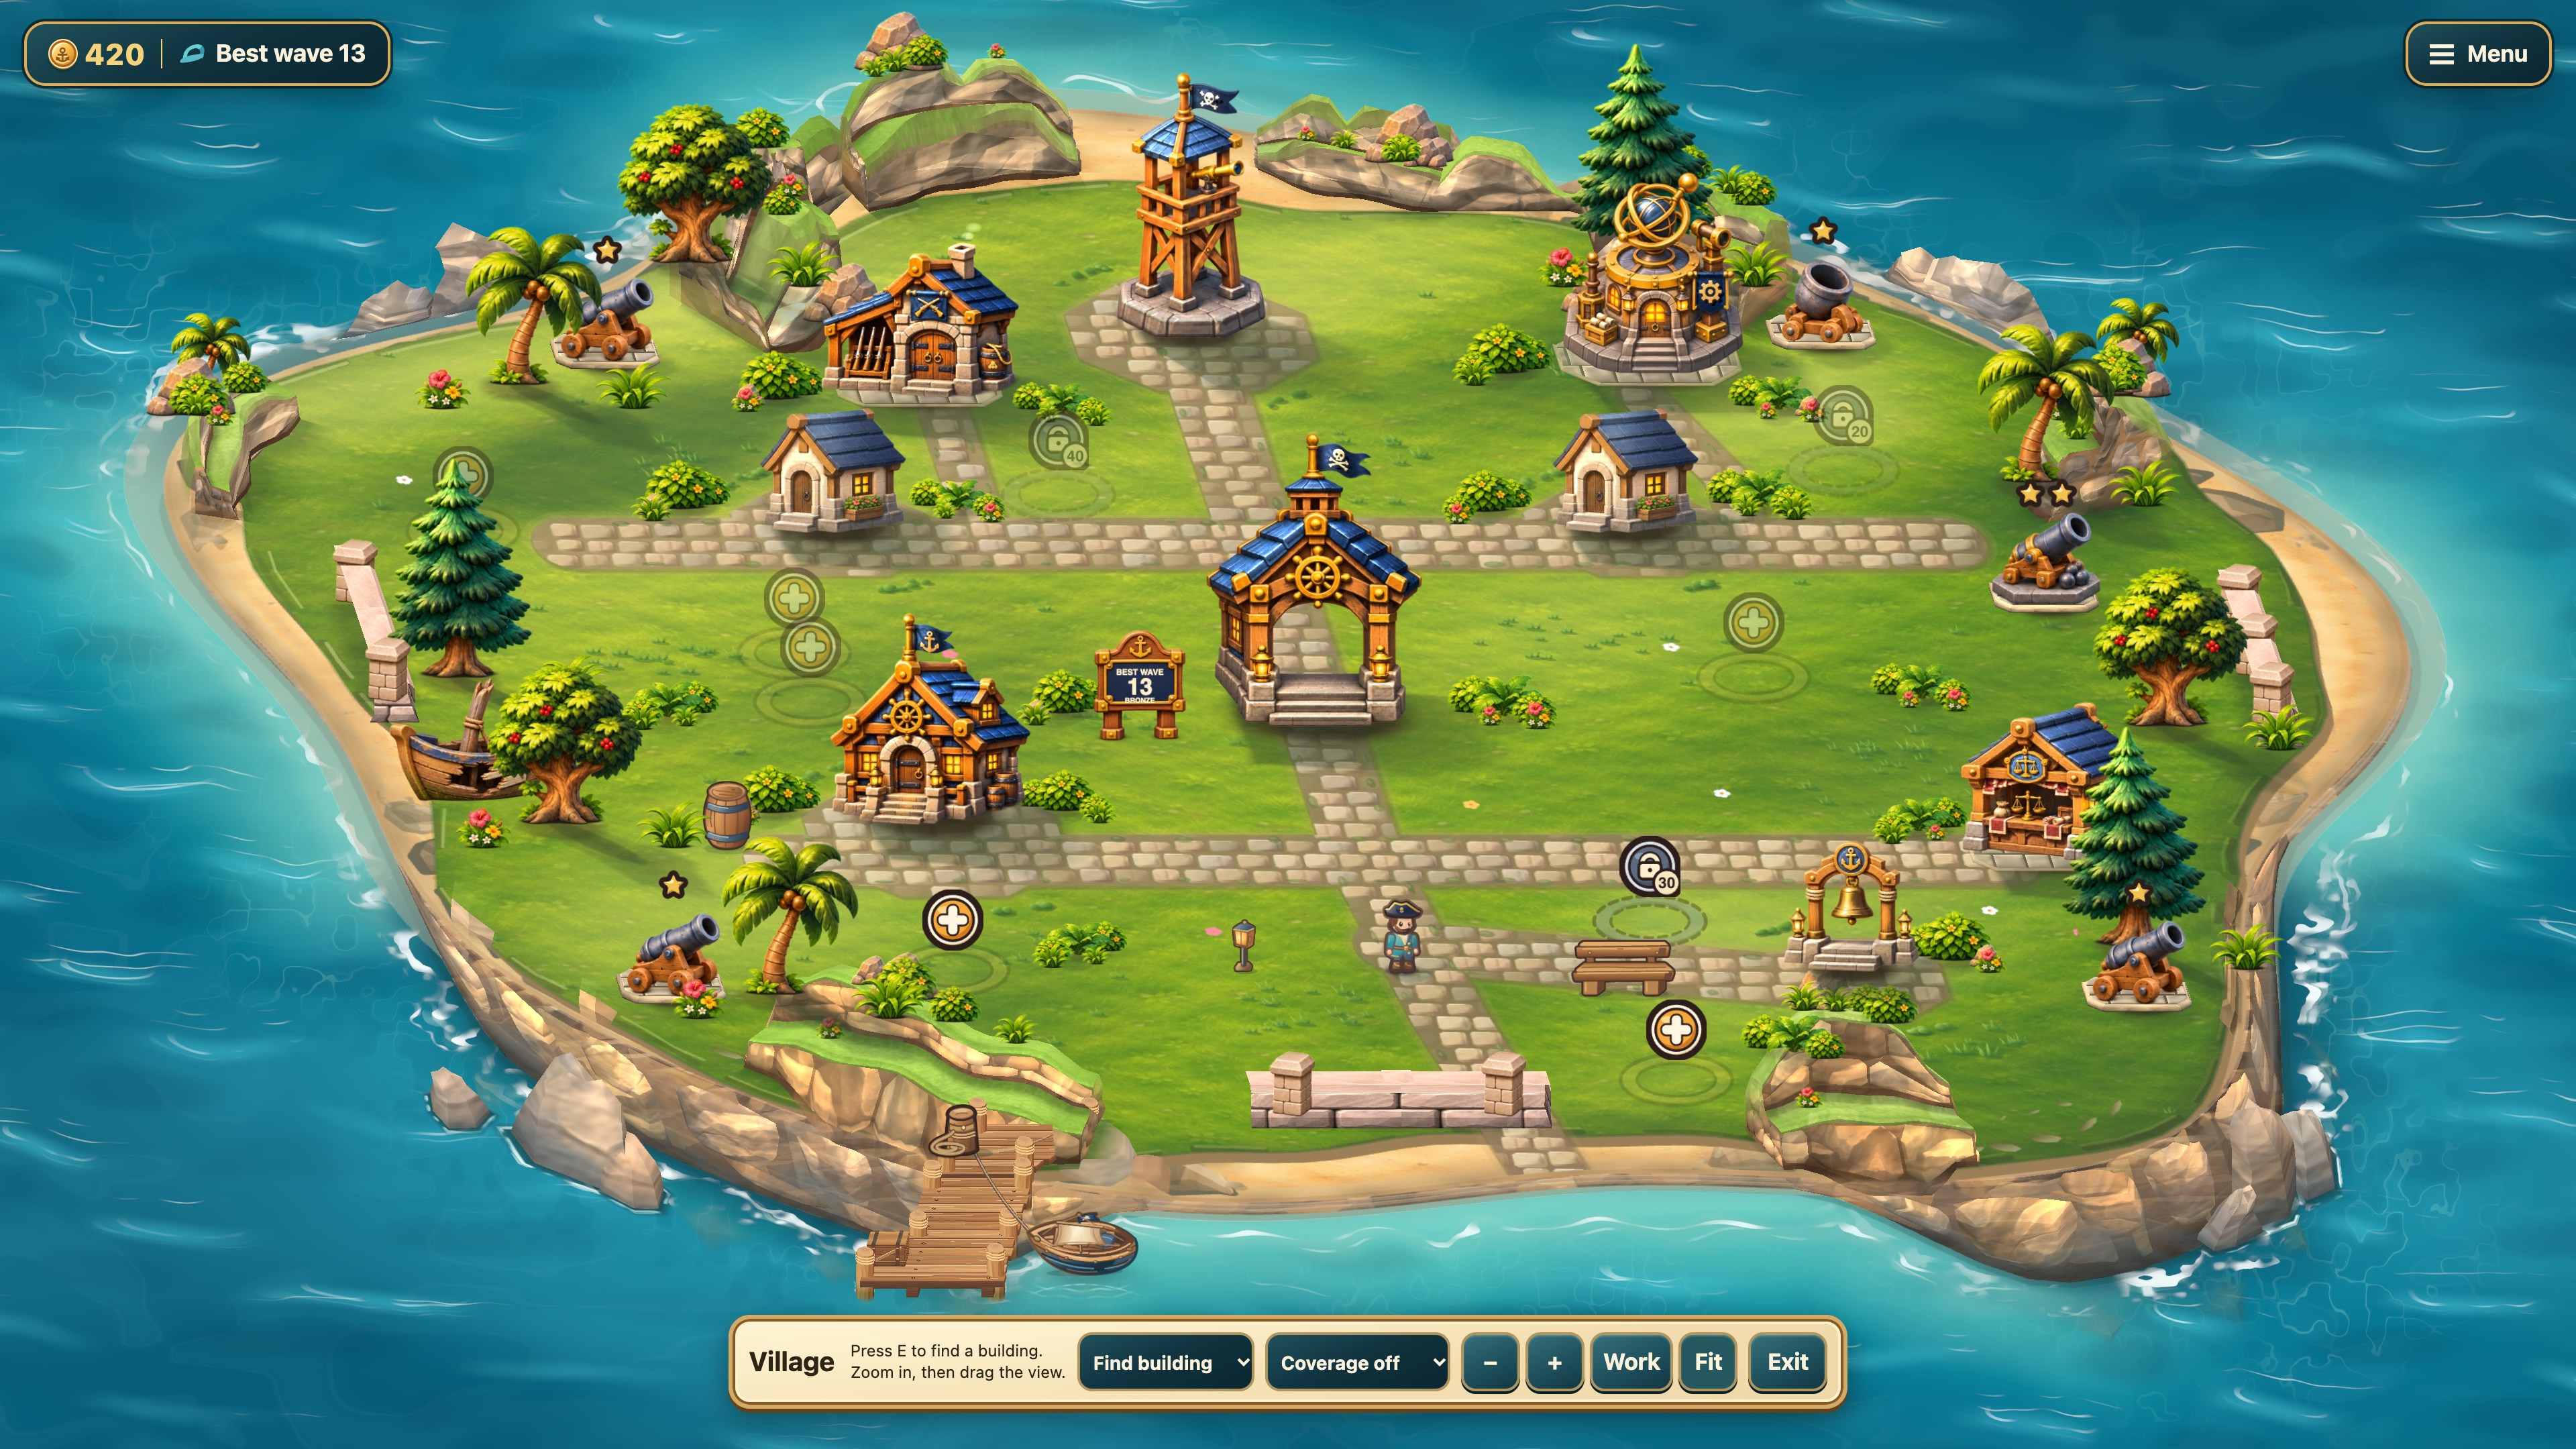 420
Best wave 13
Menu
40
20
BEST WAVE
13
BRONZE
30
Village
Press E to find a building.
Zoom in, then drag the view.
Find building
Coverage off
−
+
Work
Fit
Exit